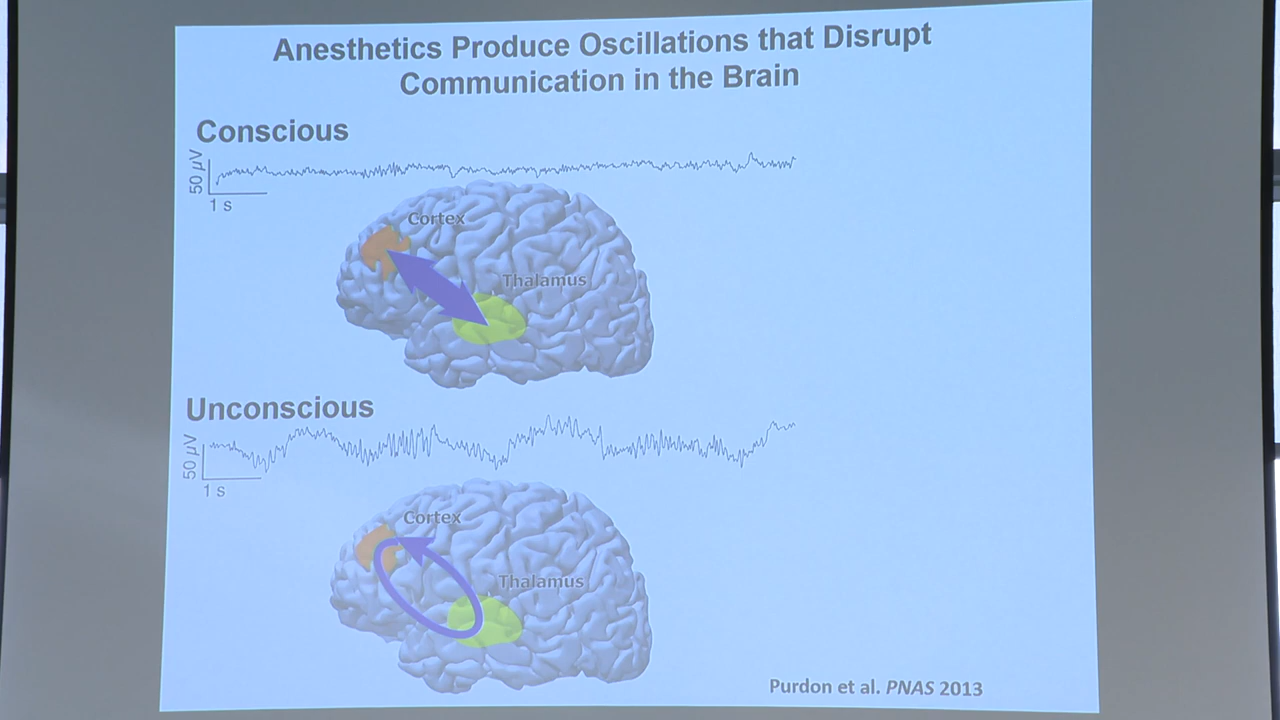 Anesthetics Produce Oscillations that Disrupt
Communication in the Brain
Conscious
50 μV
1 s
Cortex
Thalamus
Unconscious
50 μV
1 s
Cortex
Thalamus
Purdon et al. PNAS 2013